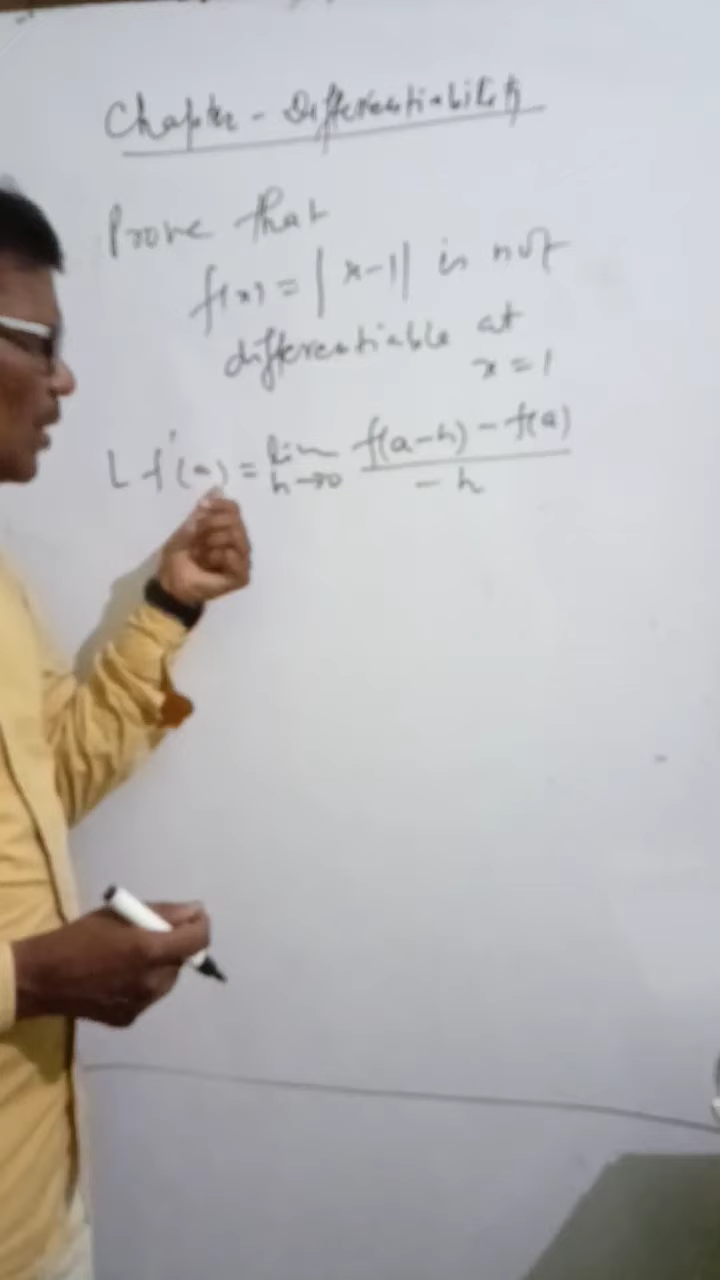 Chapter - Differentiability
Prove that
f(x) = |x-1| is not
differentiable at
x = 1
L f'(a) = lim h→0 f(a-h) - f(a) / -h